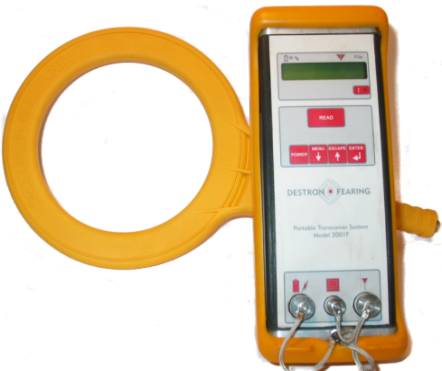 READ
POWER
MENU
ESCAPE
ENTER
DESTRON FEARING
Portable Transceiver System
Model 2001F